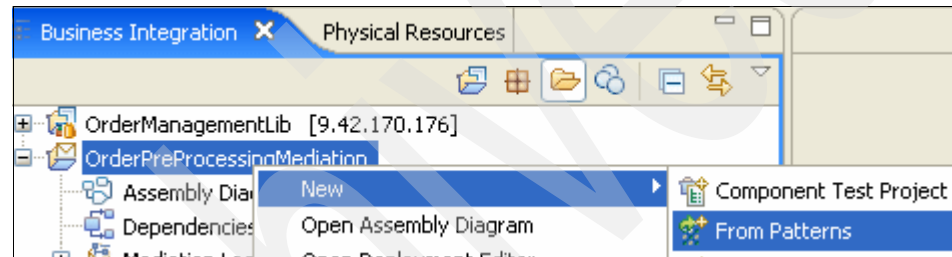 Business Integration Physical Resources
OrderManagementLib [9.42.170.176]
OrderPreProcessingMediation
New Component Test Project
Assembly Dia
Dependencies Open Assembly Diagram From Patterns